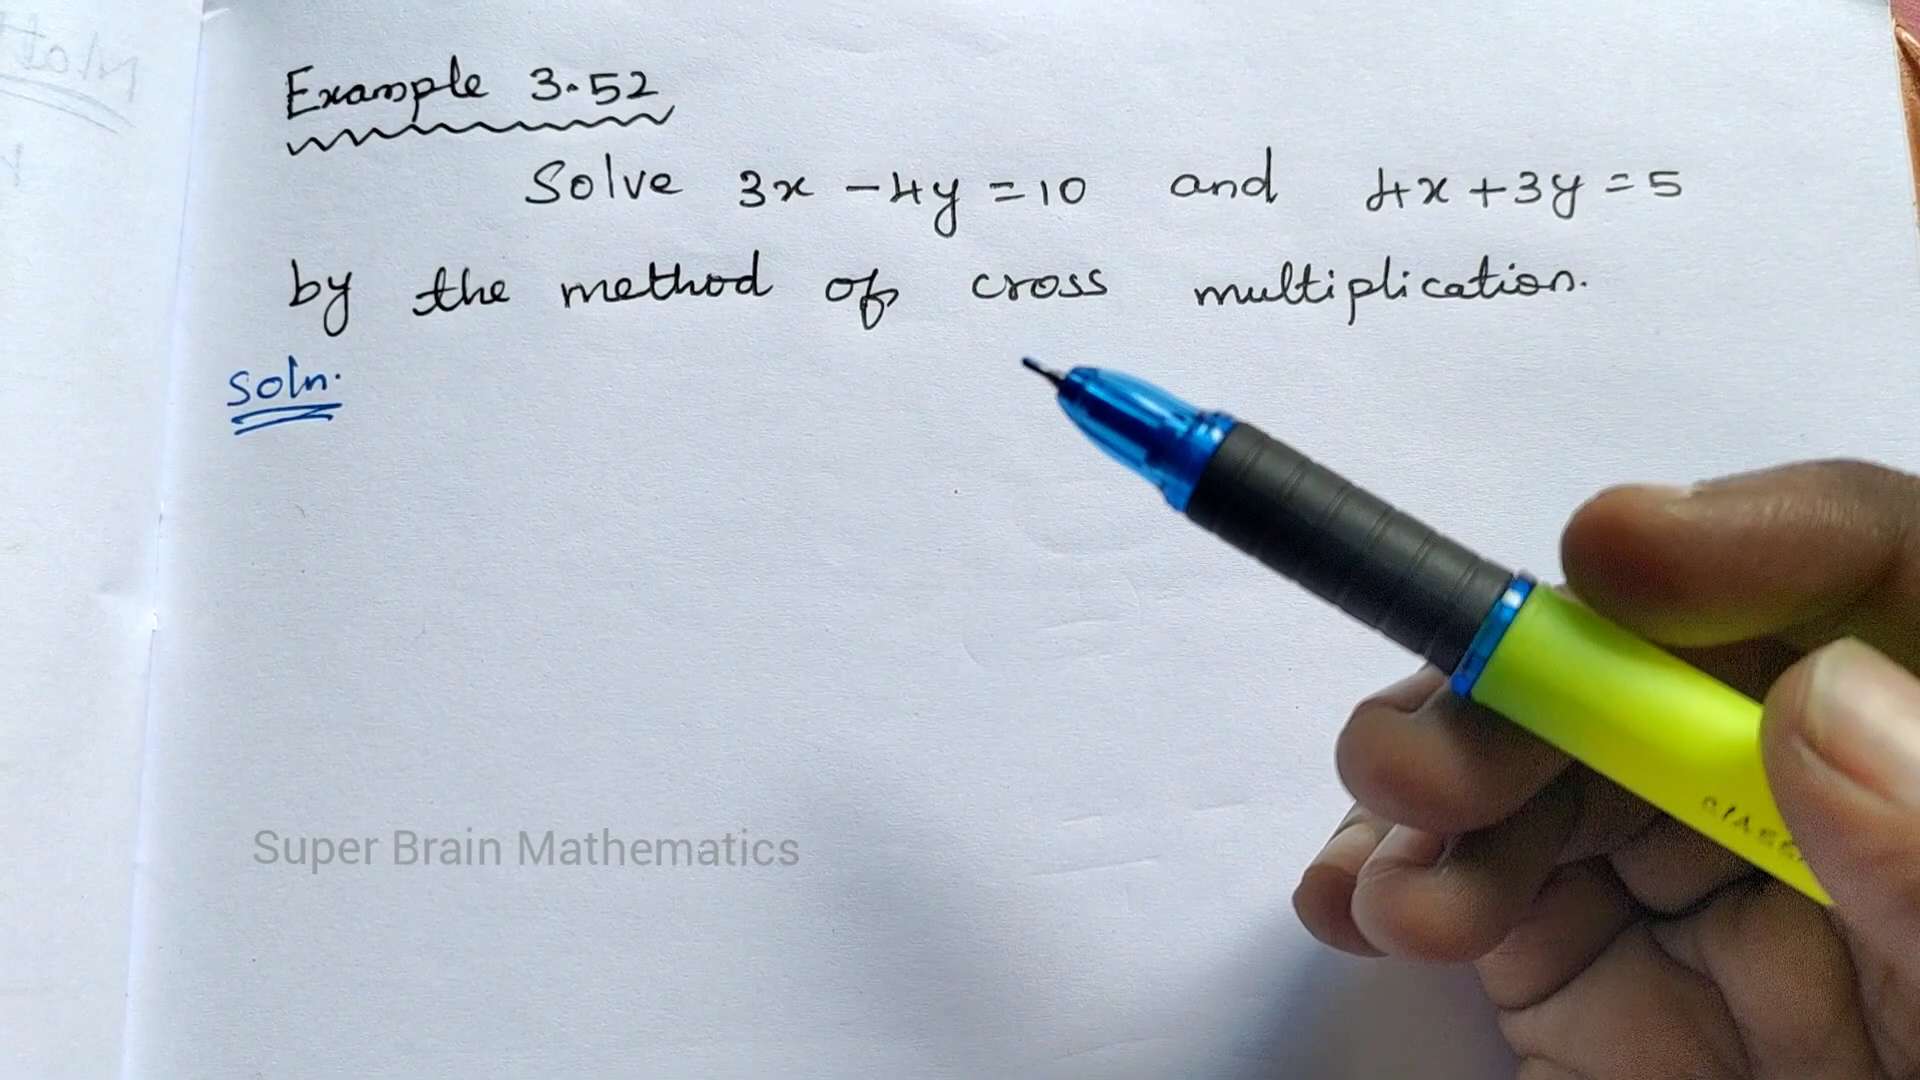 Example 3.52
Solve 3x - 4y = 10 and 4x + 3y = 5
by the method of cross multiplication.
Soln.
Super Brain Mathematics